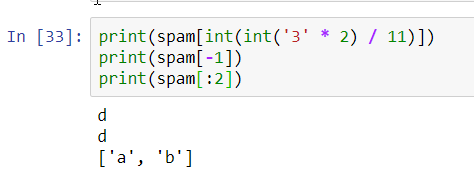 In [33]: print(spam[int(int('3' * 2) / 11)])
print(spam[-1])
print(spam[:2])
d
d
['a', 'b']